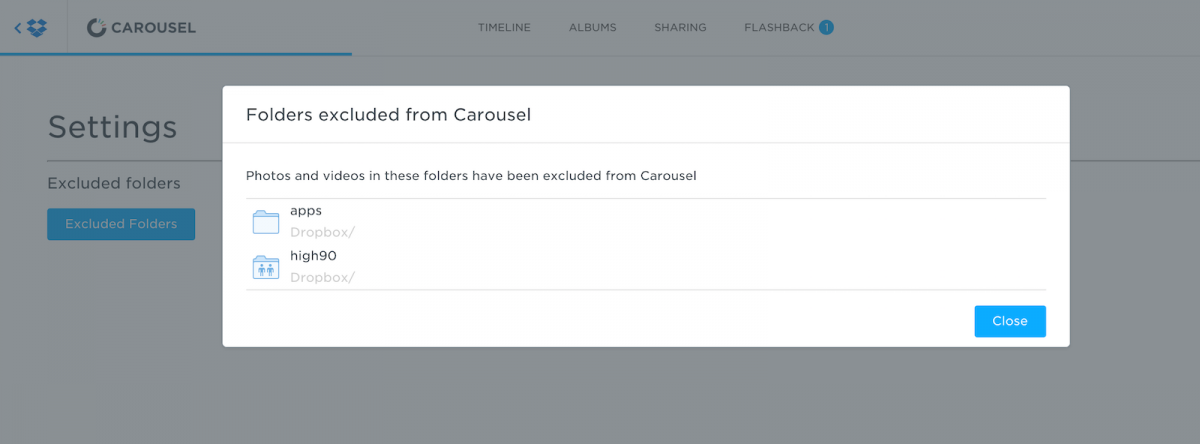 CAROUSEL TIMELINE ALBUMS SHARING FLASHBACK 1
Settings
Excluded folders
Excluded Folders
Folders excluded from Carousel
Photos and videos in these folders have been excluded from Carousel
apps
Dropbox/
high90
Dropbox/
Close